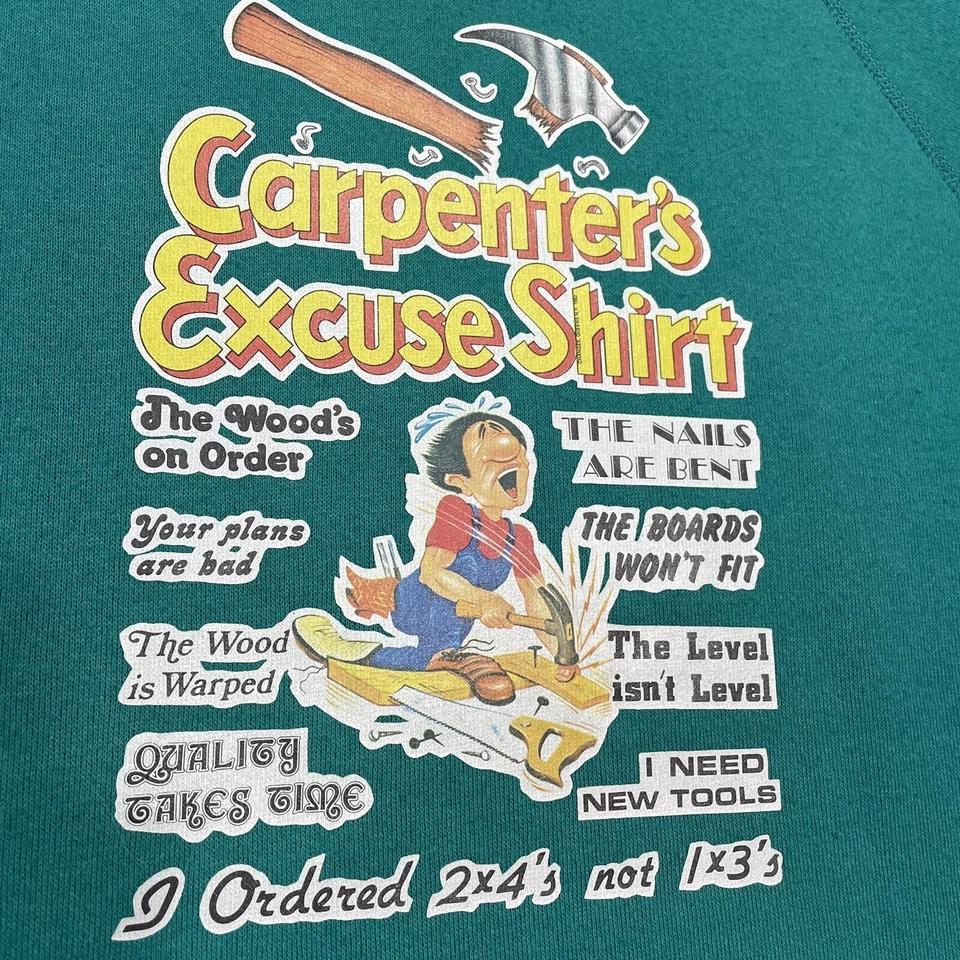 Carpenter's
Excuse Shirt
The Wood's
on Order
THE NAILS
ARE BENT
Your plans
are bad
THE BOARDS
WON'T FIT
The Wood
is Warped
The Level
isn't Level
QUALITY
TAKES TIME
I NEED
NEW TOOLS
I Ordered 2x4's not 1x3's